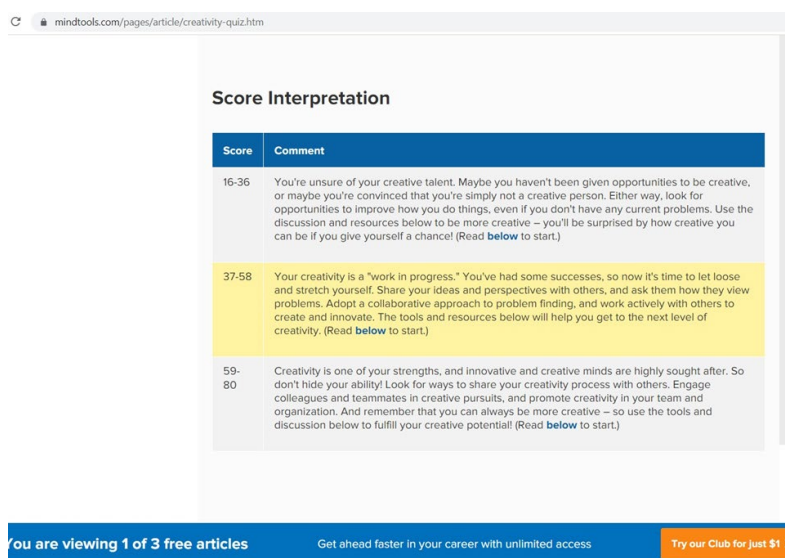 mindtools.com/pages/article/creativity-quiz.htm
Score Interpretation
Score Comment
16-36 You're unsure of your creative talent. Maybe you haven't been given opportunities to be creative,
or maybe you're convinced that you're simply not a creative person. Either way, look for
opportunities to improve how you do things, even if you don't have any current problems. Use the
discussion and resources below to be more creative – you'll be surprised by how creative you
can be if you give yourself a chance! (Read below to start.)
37-58 Your creativity is a "work in progress." You've had some successes, so now it's time to let loose
and stretch yourself. Share your ideas and perspectives with others, and ask them how they view
problems. Adopt a collaborative approach to problem finding, and work actively with others to
create and innovate. The tools and resources below will help you get to the next level of
creativity. (Read below to start.)
59- Creativity is one of your strengths, and innovative and creative minds are highly sought after. So
80 don't hide your ability! Look for ways to share your creativity process with others. Engage
colleagues and teammates in creative pursuits, and promote creativity in your team and
organization. And remember that you can always be more creative – so use the tools and
discussion below to fulfill your creative potential! (Read below to start.)
You are viewing 1 of 3 free articles Get ahead faster in your career with unlimited access Try our Club for just $1